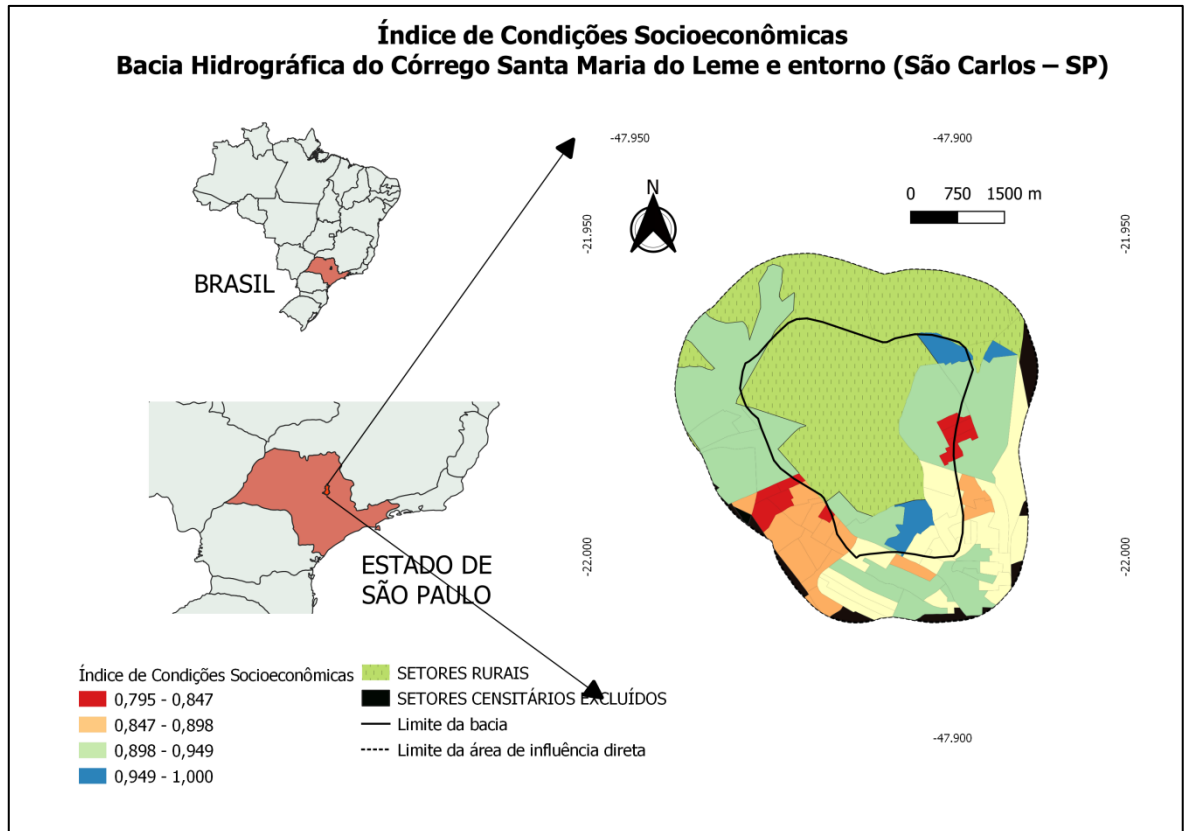 Índice de Condições Socioeconômicas
Bacia Hidrográfica do Córrego Santa Maria do Leme e entorno (São Carlos – SP)
-47.950
-47.900
N
0 750 1500 m
-21.950
-21.950
BRASIL
ESTADO DE
SÃO PAULO
-22.000
-22.000
Índice de Condições Socioeconômicas
0,795 - 0,847
0,847 - 0,898
0,898 - 0,949
0,949 - 1,000
SETORES RURAIS
SETORES CENSITÁRIOS EXCLUÍDOS
Limite da bacia
Limite da área de influência direta
-47.900